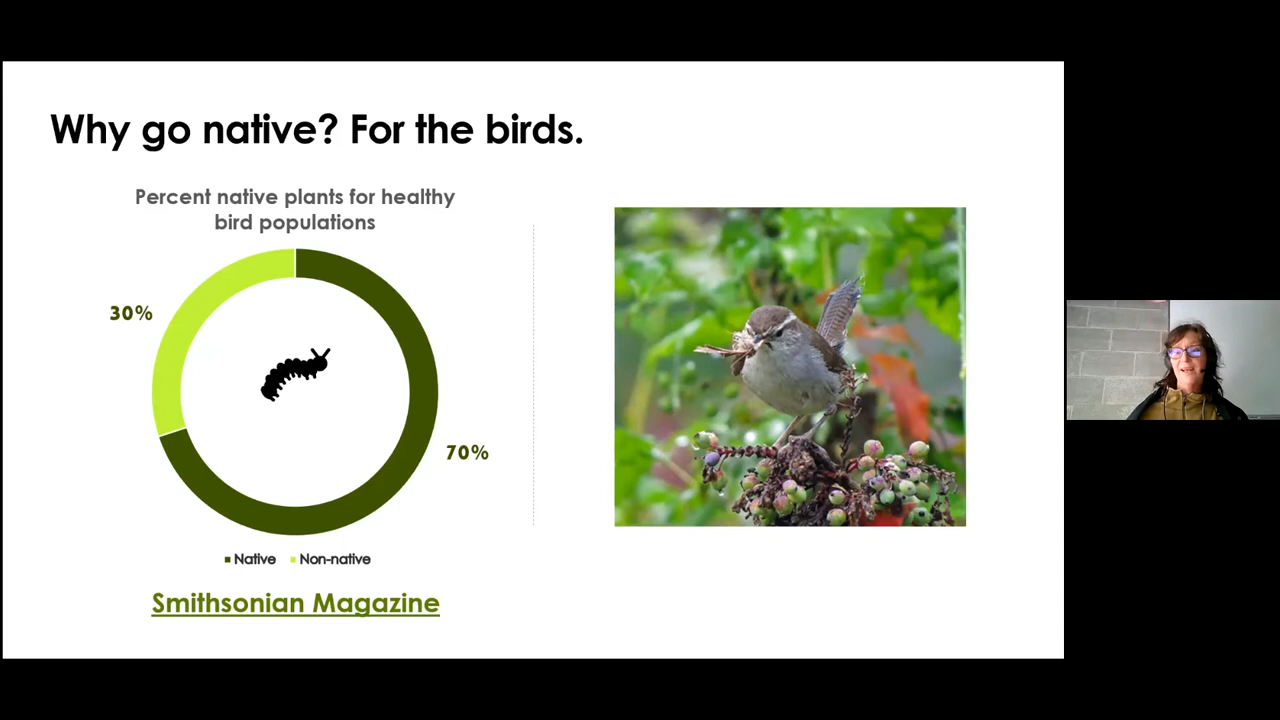 Why go native? For the birds.
Percent native plants for healthy
bird populations
30%
70%
Native Non-native
Smithsonian Magazine